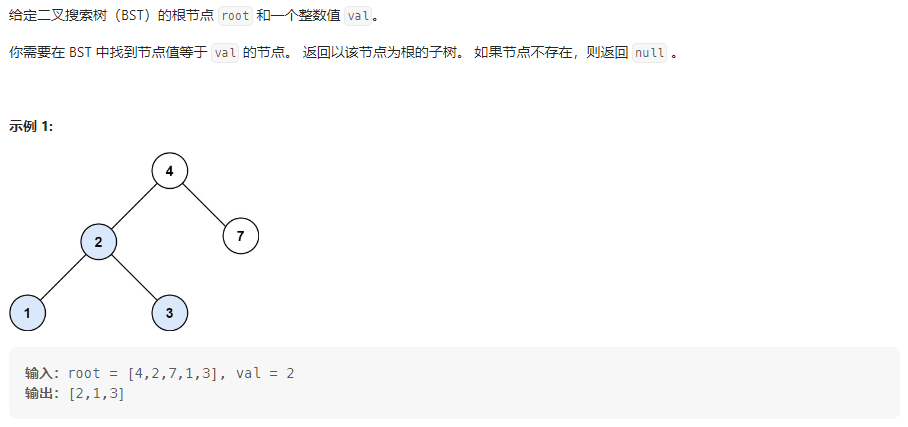 给定二叉搜索树（BST）的根节点 root 和一个整数值 val。
你需要在 BST 中找到节点值等于 val 的节点。 返回以该节点为根的子树。 如果节点不存在，则返回 null 。
示例 1:
4
2
7
1
3
输入：root = [4,2,7,1,3], val = 2
输出：[2,1,3]